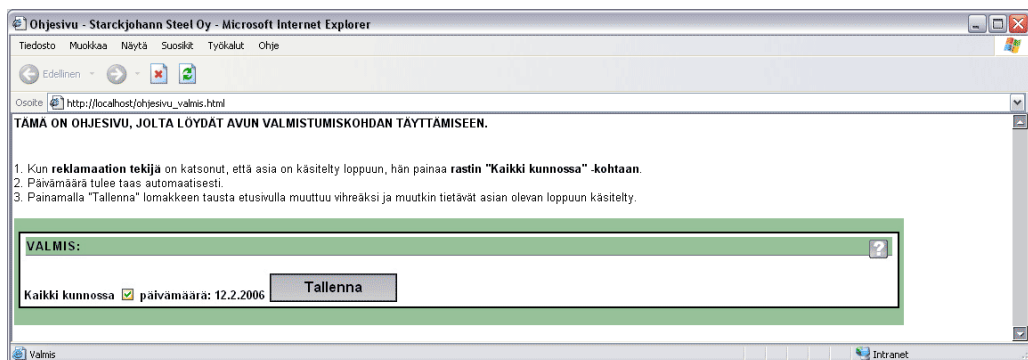 Ohjesivu - Starckjohann Steel Oy - Microsoft Internet Explorer
Tiedosto Muokkaa Näytä Suosikit Työkalut Ohje
Edellinen
Osoite http://localhost/ohjesivu_valmis.html
TÄMÄ ON OHJESIVU, JOLTA LÖYDÄT AVUN VALMISTUMISKOHDAN TÄYTTÄMISEEN.
1. Kun reklamaation tekijä on katsonut, että asia on käsitelty loppuun, hän painaa rastin "Kaikki kunnossa" -kohtaan.
2. Päivämäärä tulee taas automaattisesti.
3. Painamalla "Tallenna" lomakkeen tausta etusivulla muuttuu vihreäksi ja muutkin tietävät asian olevan loppuun käsitelty.
VALMIS: ?
Kaikki kunnossa päivämäärä: 12.2.2006 Tallenna
Valmis Intranet